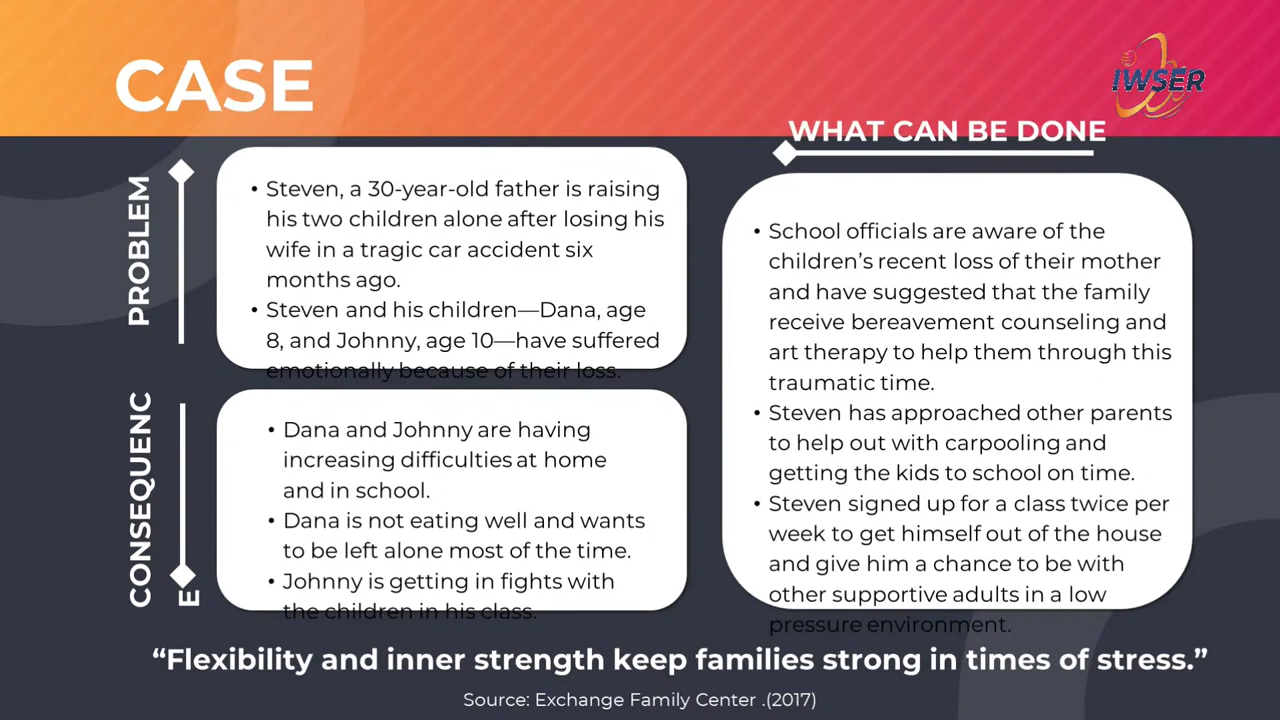 CASE
IWSER
WHAT CAN BE DONE
PROBLEM
• Steven, a 30-year-old father is raising
his two children alone after losing his
wife in a tragic car accident six
months ago.
• Steven and his children—Dana, age
8, and Johnny, age 10—have suffered
emotionally because of their loss.
CONSEQUENC
E
• Dana and Johnny are having
increasing difficulties at home
and in school.
• Dana is not eating well and wants
to be left alone most of the time.
• Johnny is getting in fights with
the children in his class.
• School officials are aware of the
children’s recent loss of their mother
and have suggested that the family
receive bereavement counseling and
art therapy to help them through this
traumatic time.
• Steven has approached other parents
to help out with carpooling and
getting the kids to school on time.
• Steven signed up for a class twice per
week to get himself out of the house
and give him a chance to be with
other supportive adults in a low
pressure environment.
“Flexibility and inner strength keep families strong in times of stress.”
Source: Exchange Family Center .(2017)